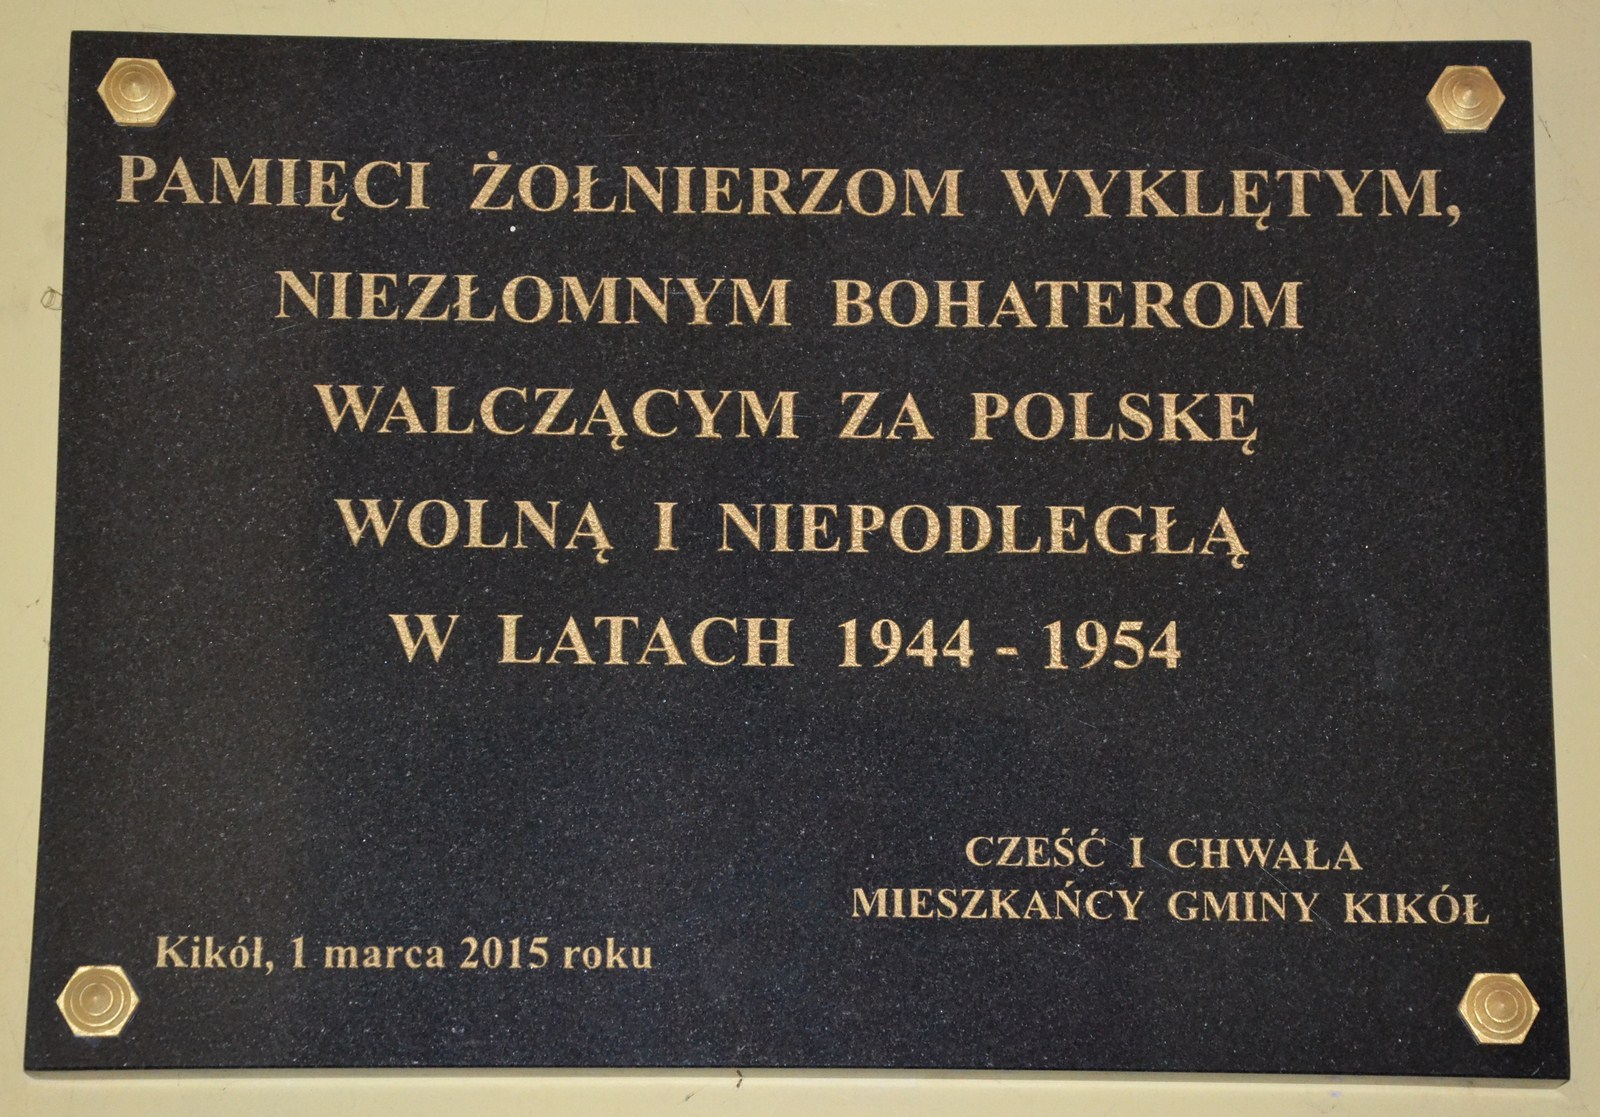 PAMIĘCI ŻOŁNIERZOM WYKLĘTYM,
NIEZŁOMNYM BOHATEROM
WALCZĄCYM ZA POLSKĘ
WOLNĄ I NIEPODLEGŁĄ
W LATACH 1944 - 1954
CZEŚĆ I CHWAŁA
MIESZKAŃCY GMINY KIKÓŁ
Kikół, 1 marca 2015 roku